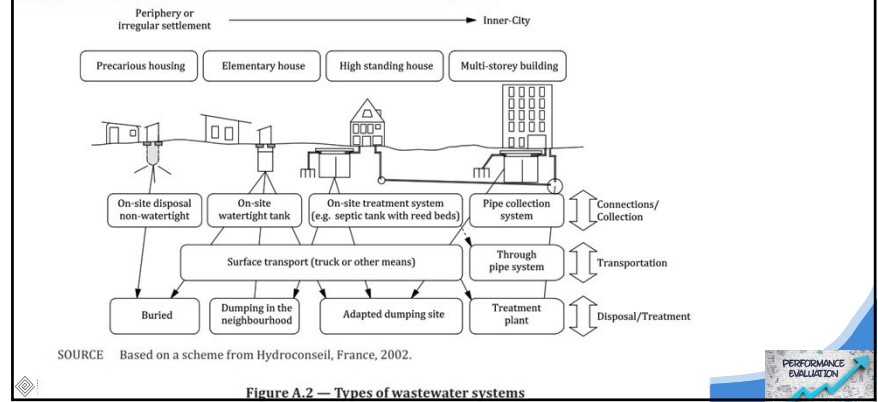 Periphery or
irregular settlement
Inner-City
Precarious housing
Elementary house
High standing house
Multi-storey building
On-site disposal
non-watertight
On-site
watertight tank
On-site treatment system
(e.g. septic tank with reed beds)
Pipe collection
system
Connections/
Collection
Surface transport (truck or other means)
Through
pipe system
Transportation
Buried
Dumping in the
neighbourhood
Adapted dumping site
Treatment
plant
Disposal/Treatment
SOURCE Based on a scheme from Hydroconseil, France, 2002.
PERFORMANCE
EVALUATION
Figure A.2 — Types of wastewater systems